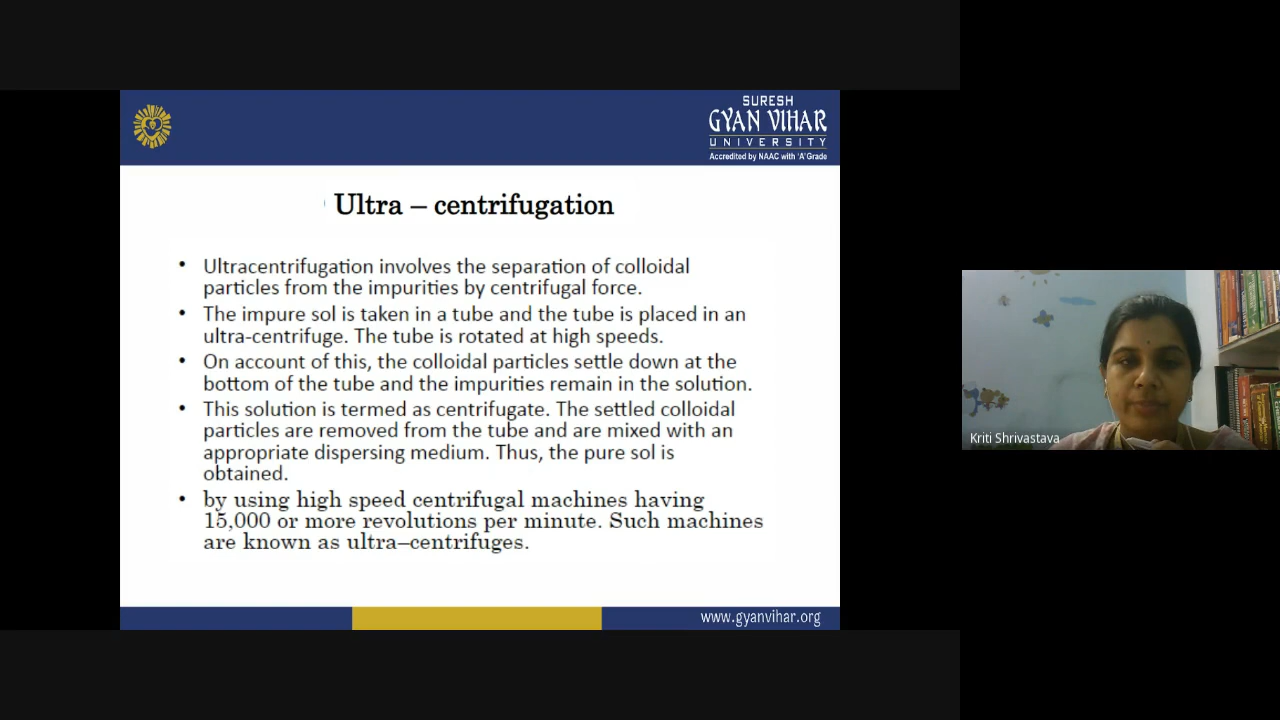 SURESH
GYAN VIHAR
UNIVERSITY
Accredited by NAAC with 'A' Grade
Ultra – centrifugation
• Ultracentrifugation involves the separation of colloidal
particles from the impurities by centrifugal force.
• The impure sol is taken in a tube and the tube is placed in an
ultra-centrifuge. The tube is rotated at high speeds.
• On account of this, the colloidal particles settle down at the
bottom of the tube and the impurities remain in the solution.
• This solution is termed as centrifugate. The settled colloidal
particles are removed from the tube and are mixed with an
appropriate dispersing medium. Thus, the pure sol is
obtained.
• by using high speed centrifugal machines having
15,000 or more revolutions per minute. Such machines
are known as ultra–centrifuges.
www.gyanvihar.org
Kriti Shrivastava